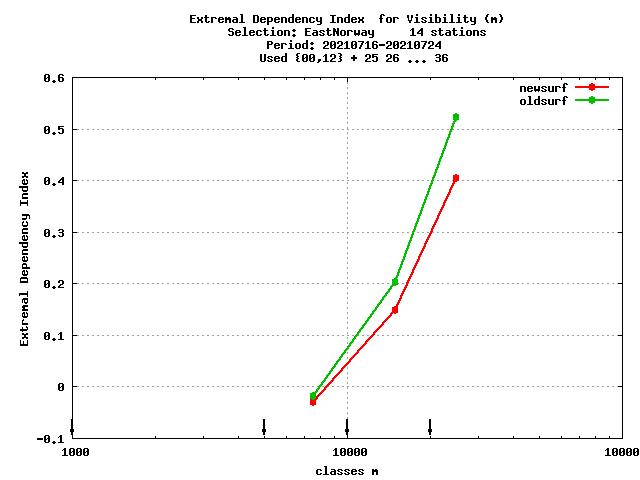 Extremal Dependency Index  for Visibility (m)
Selection: EastNorway     14 stations
Period: 20210716-20210724
Used {00,12} + 25 26 ... 36
newsurf
oldsurf
0.6
0.5
0.4
0.3
0.2
0.1
0
-0.1
Extremal Dependency Index
1000
10000
10000
classes m